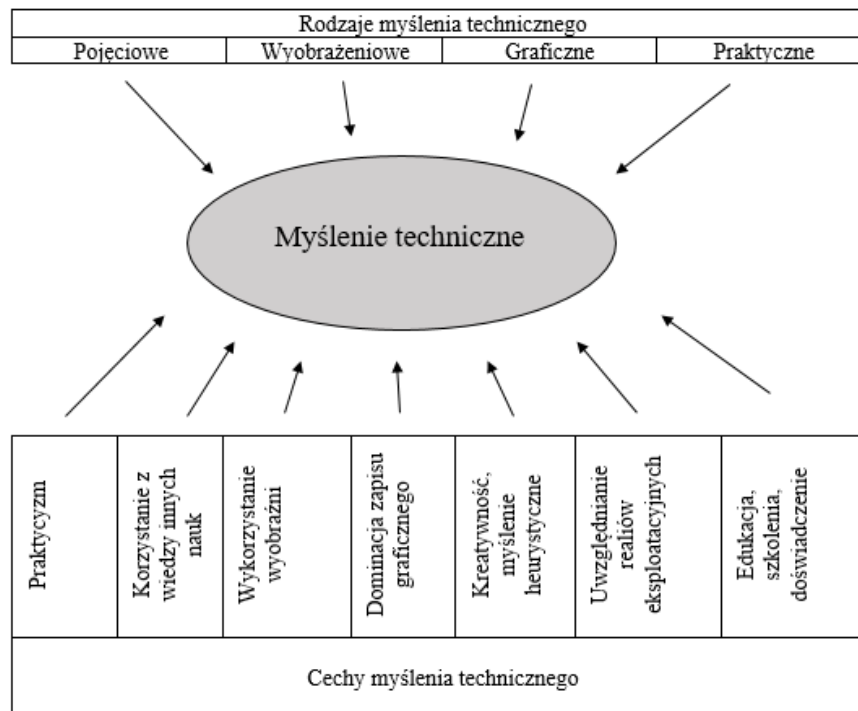 Rodzaje myślenia technicznego
Pojęciowe
Wyobrażeniowe
Graficzne
Praktyczne
Myślenie techniczne
Praktycyzm
Korzystanie z
wiedzy innych
nauk
Wykorzystanie
wyobraźni
Dominacja zapisu
graficznego
Kreatywność,
myślenie
heurystyczne
Uwzględnianie
realiów
eksploatacyjnych
Edukacja,
szkolenia,
doświadczenie
Cechy myślenia technicznego